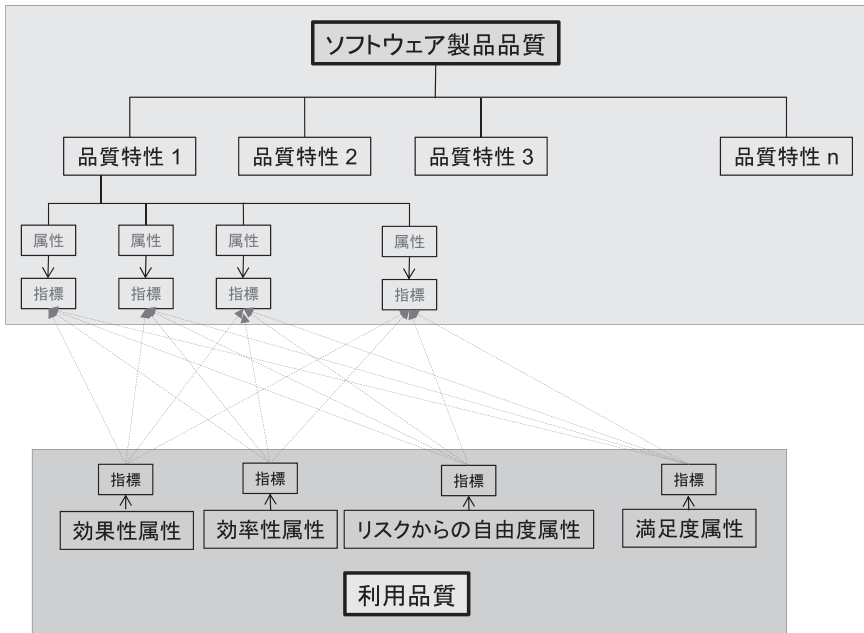 ソフトウェア製品品質
品質特性 1
品質特性 2
品質特性 3
品質特性 n
属性
属性
属性
属性
指標
指標
指標
指標
指標
指標
指標
指標
効果性属性
効率性属性
リスクからの自由度属性
満足度属性
利用品質